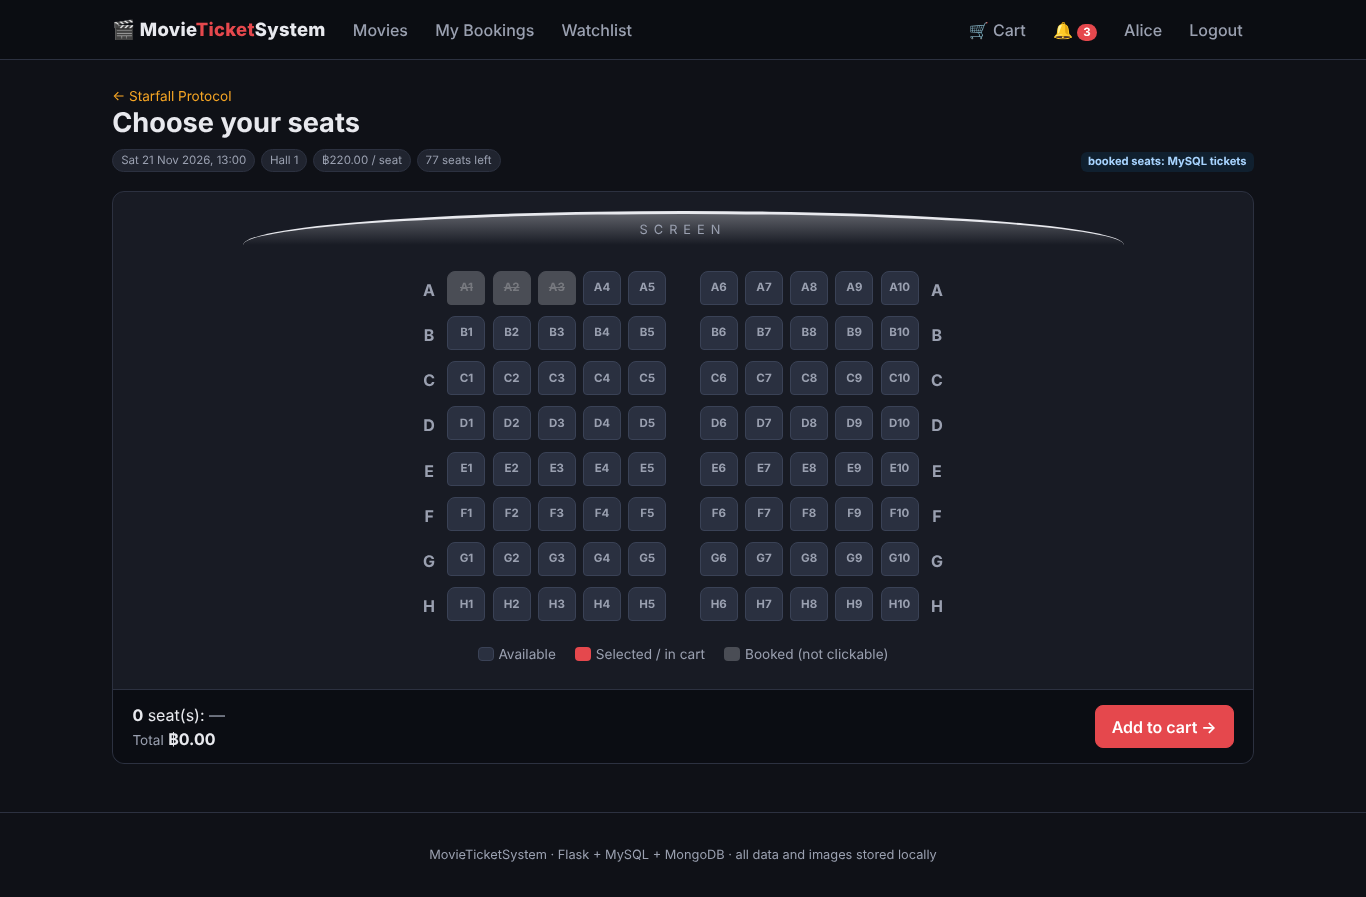 🎬 MovieTicketSystem Movies My Bookings Watchlist 🛒 Cart 🔔 3 Alice Logout
← Starfall Protocol
Choose your seats
Sat 21 Nov 2026, 13:00 Hall 1 ฿220.00 / seat 77 seats left booked seats: MySQL tickets
SCREEN
A A1 A2 A3 A4 A5 A6 A7 A8 A9 A10 A
B B1 B2 B3 B4 B5 B6 B7 B8 B9 B10 B
C C1 C2 C3 C4 C5 C6 C7 C8 C9 C10 C
D D1 D2 D3 D4 D5 D6 D7 D8 D9 D10 D
E E1 E2 E3 E4 E5 E6 E7 E8 E9 E10 E
F F1 F2 F3 F4 F5 F6 F7 F8 F9 F10 F
G G1 G2 G3 G4 G5 G6 G7 G8 G9 G10 G
H H1 H2 H3 H4 H5 H6 H7 H8 H9 H10 H
Available Selected / in cart Booked (not clickable)
0 seat(s): —
Total ฿0.00
Add to cart →
MovieTicketSystem · Flask + MySQL + MongoDB · all data and images stored locally